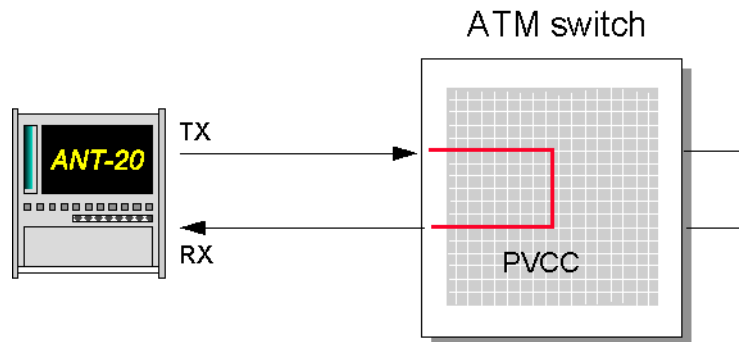 ATM switch
TX
ANT-20
RX
PVCC